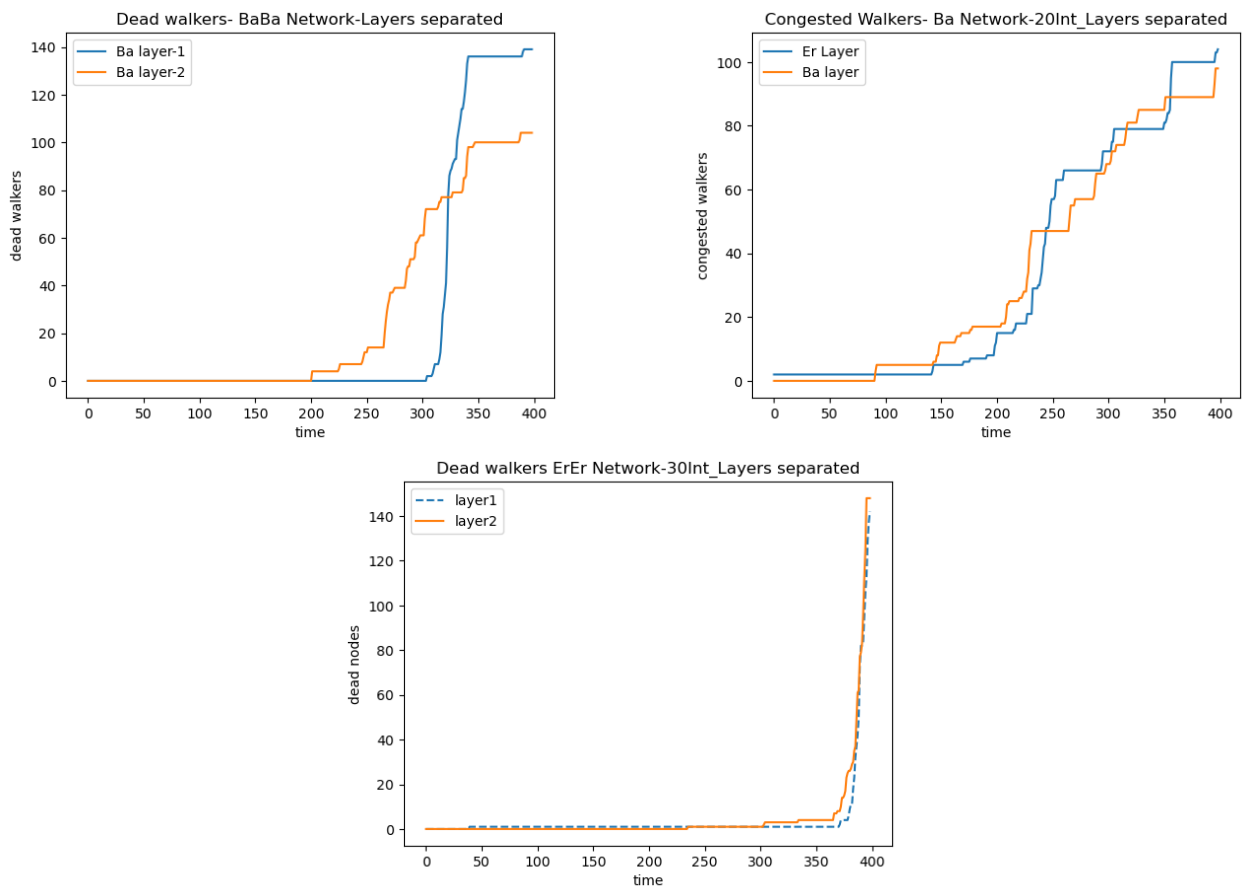 Dead walkers- BaBa Network-Layers separated
Ba layer-1
Ba layer-2
dead walkers
140
120
100
80
60
40
20
0
0 50 100 150 200 250 300 350 400
time
Congested Walkers- Ba Network-20Int_Layers separated
Er Layer
Ba layer
congested walkers
100
80
60
40
20
0
0 50 100 150 200 250 300 350 400
time
Dead walkers ErEr Network-30Int_Layers separated
layer1
layer2
dead nodes
140
120
100
80
60
40
20
0
0 50 100 150 200 250 300 350 400
time